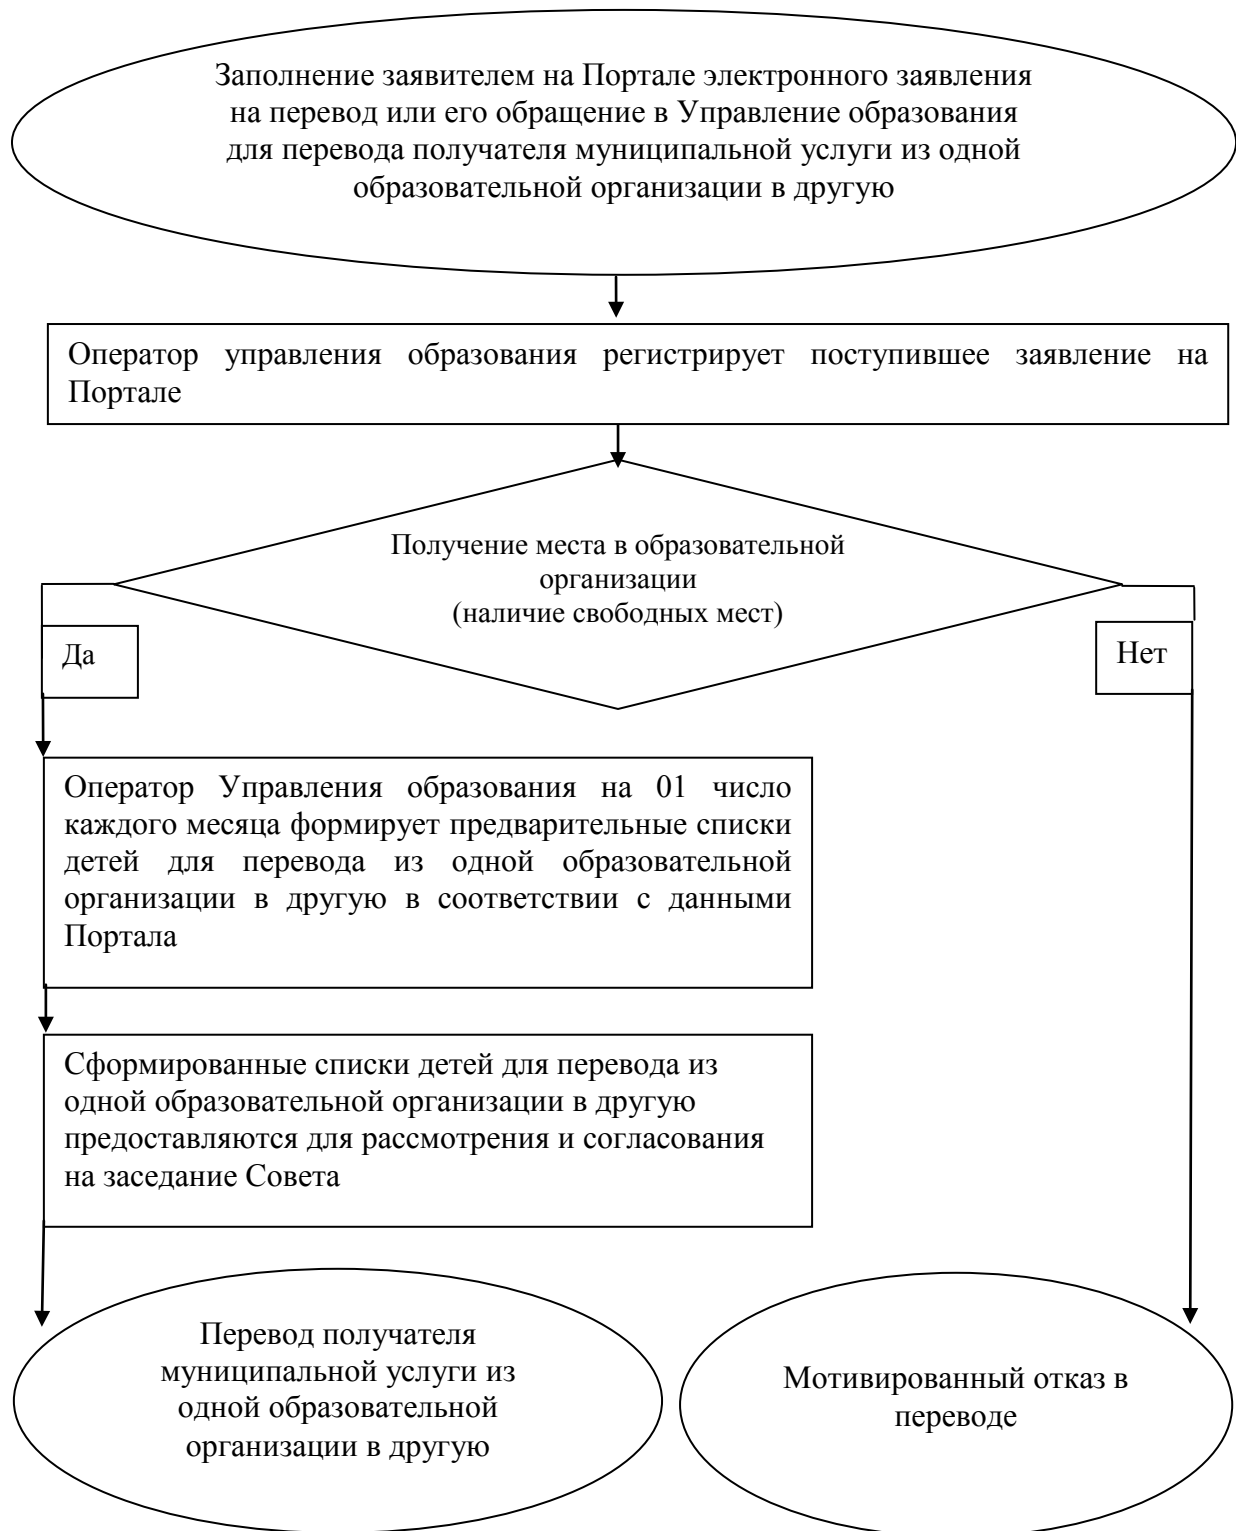 Заполнение заявителем на Портале электронного заявления
на перевод или его обращение в Управление образования
для перевода получателя муниципальной услуги из одной
образовательной организации в другую
Оператор управления образования регистрирует поступившее заявление на
Портале
Получение места в образовательной
организации
(наличие свободных мест)
Да
Нет
Оператор Управления образования на 01 число
каждого месяца формирует предварительные списки
детей для перевода из одной образовательной
организации в другую в соответствии с данными
Портала
Сформированные списки детей для перевода из
одной образовательной организации в другую
предоставляются для рассмотрения и согласования
на заседание Совета
Перевод получателя
муниципальной услуги из
одной образовательной
организации в другую
Мотивированный отказ в
переводе